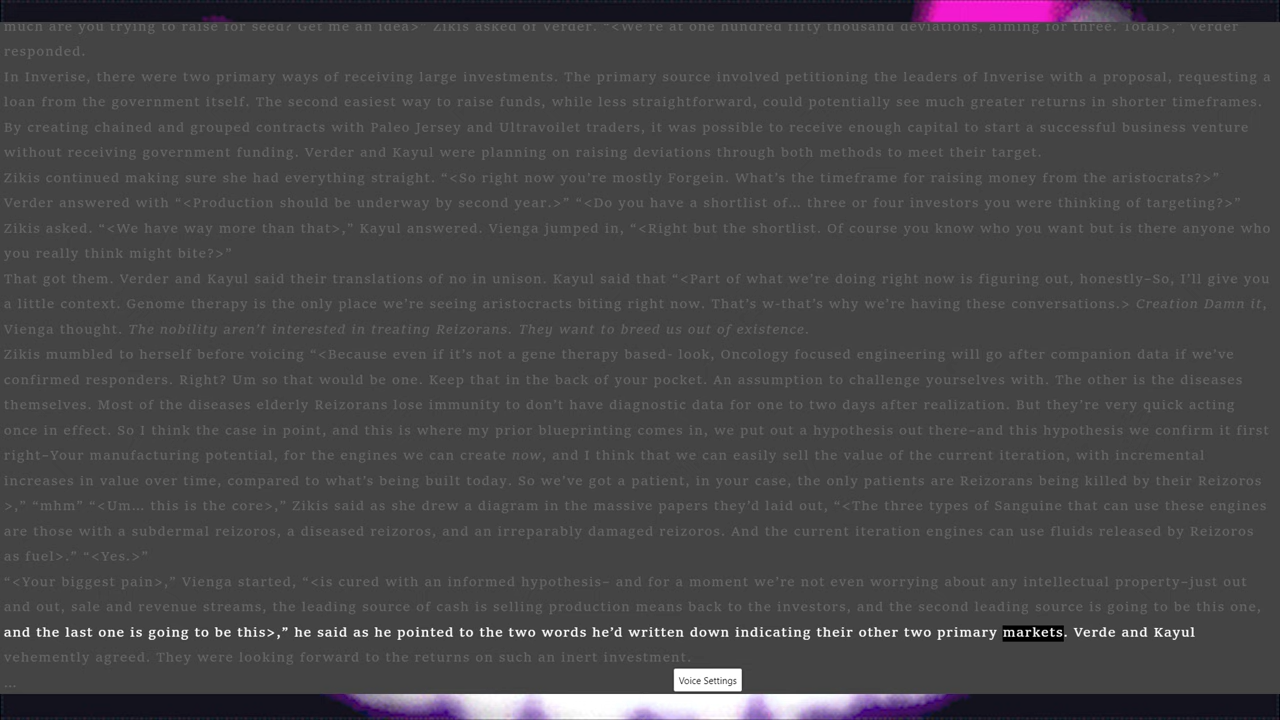 much are you trying to raise for seed? Get me an idea> Zikis asked of Verder. “<We’re at one hundred fifty thousand deviations, aiming for three. Total>,” Verder
responded.
In Inverise, there were two primary ways of receiving large investments. The primary source involved petitioning the leaders of Inverise with a proposal, requesting a
loan from the government itself. The second easiest way to raise funds, while less straightforward, could potentially see much greater returns in shorter timeframes.
By creating chained and grouped contracts with Paleo Jersey and Ultravoilet traders, it was possible to receive enough capital to start a successful business venture
without receiving government funding. Verder and Kayul were planning on raising deviations through both methods to meet their target.
Zikis continued making sure she had everything straight. “<So right now you’re mostly Forgein. What’s the timeframe for raising money from the aristocrats?>”
Verder answered with “<Production should be underway by second year.>” “<Do you have a shortlist of… three or four investors you were thinking of targeting?>”
Zikis asked. “<We have way more than that>,” Kayul answered. Vienga jumped in, “<Right but the shortlist. Of course you know who you want but is there anyone who
you really think might bite?>”
That got them. Verder and Kayul said their translations of no in unison. Kayul said that “<Part of what we’re doing right now is figuring out, honestly–So, I’ll give you
a little context. Genome therapy is the only place we’re seeing aristocrats biting right now. That’s w-that’s why we’re having these conversations.> Creation Damn it,
Vienga thought. The nobility aren’t interested in treating Reizorans. They want to breed us out of existence.
Zikis mumbled to herself before voicing “<Because even if it’s not a gene therapy based- look, Oncology focused engineering will go after companion data if we’ve
confirmed responders. Right? Um so that would be one. Keep that in the back of your pocket. An assumption to challenge yourselves with. The other is the diseases
themselves. Most of the diseases elderly Reizorans lose immunity to don’t have diagnostic data for one to two days after realization. But they’re very quick acting
once in effect. So I think the case in point, and this is where my prior blueprinting comes in, we put out a hypothesis out there–and this hypothesis we confirm it first
right–Your manufacturing potential, for the engines we can create now, and I think that we can easily sell the value of the current iteration, with incremental
increases in value over time, compared to what’s being built today. So we’ve got a patient, in your case, the only patients are Reizorans being killed by their Reizoros
>,” “mhm” “<Um… this is the core>,” Zikis said as she drew a diagram in the massive papers they’d laid out, “<The three types of Sanguine that can use these engines
are those with a subdermal reizoros, a diseased reizoros, and an irreparably damaged reizoros. And the current iteration engines can use fluids released by Reizoros
as fuel>.” “<Yes.>”
“<Your biggest pain>,” Vienga started, “<is cured with an informed hypothesis– and for a moment we’re not even worrying about any intellectual property–just out
and out, sale and revenue streams, the leading source of cash is selling production means back to the investors, and the second leading source is going to be this one,
and the last one is going to be this>,” he said as he pointed to the two words he’d written down indicating their other two primary markets. Verde and Kayul
vehemently agreed. They were looking forward to the returns on such an inert investment.
…
Voice Settings